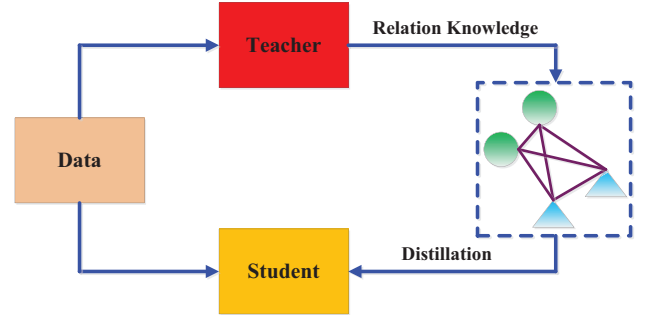 Teacher
Relation Knowledge
Data
Student
Distillation